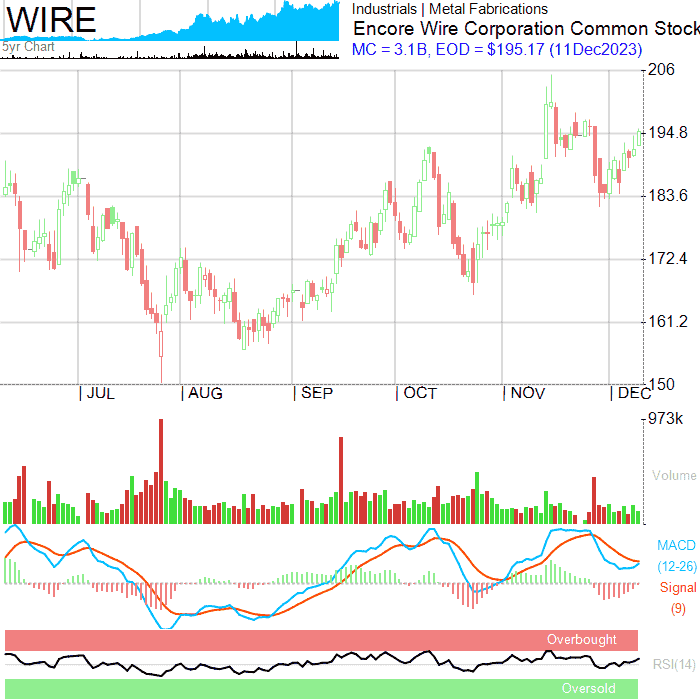 WIRE
5yr Chart
Industrials | Metal Fabrications
Encore Wire Corporation Common Stock
MC = 3.1B, EOD = $195.17 (11Dec2023)
206
194.8
183.6
172.4
161.2
150
| JUL | AUG | SEP | OCT | NOV | DEC
973k
Volume
MACD
(12-26)
Signal
(9)
Overbought
RSI(14)
Oversold